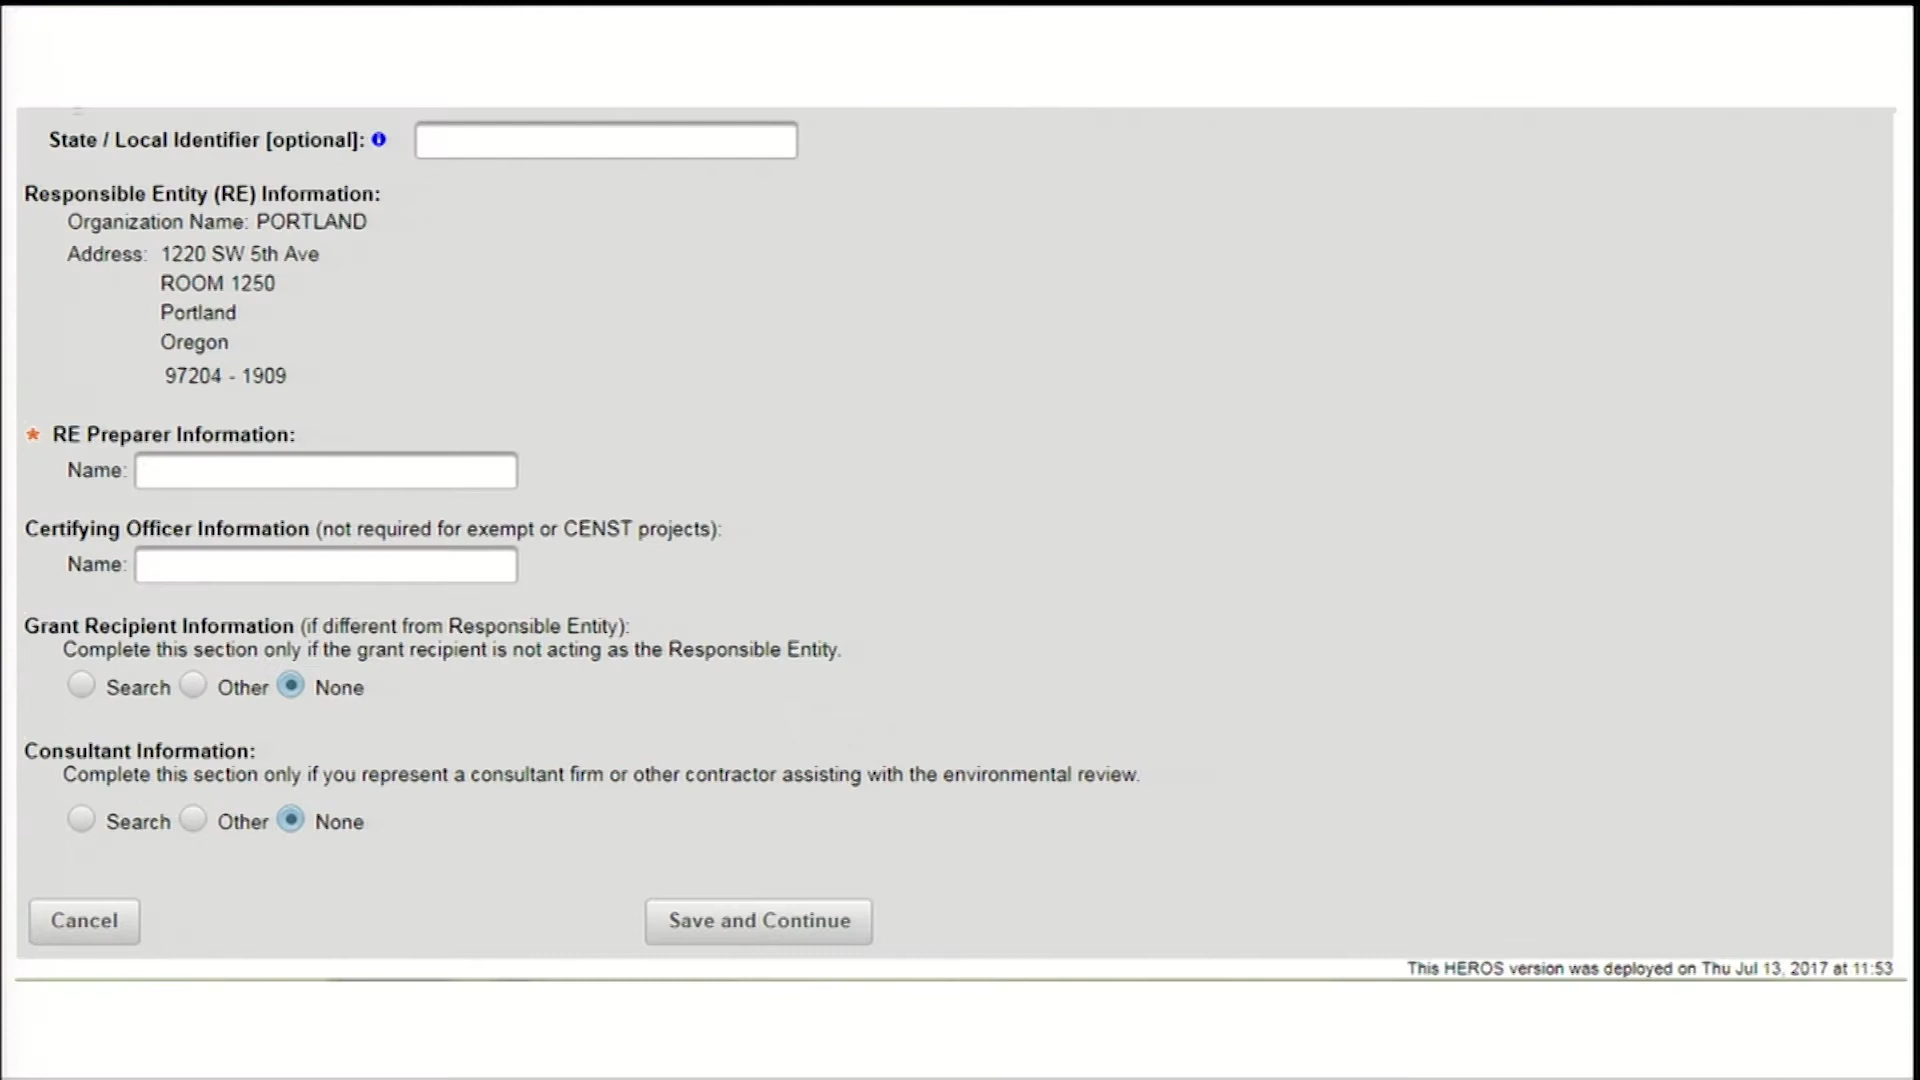 State / Local Identifier [optional]:
Responsible Entity (RE) Information:
Organization Name: PORTLAND
Address: 1220 SW 5th Ave
ROOM 1250
Portland
Oregon
97204 - 1909
* RE Preparer Information:
Name:
Certifying Officer Information (not required for exempt or CENST projects):
Name:
Grant Recipient Information (if different from Responsible Entity):
Complete this section only if the grant recipient is not acting as the Responsible Entity.
Search Other None
Consultant Information:
Complete this section only if you represent a consultant firm or other contractor assisting with the environmental review.
Search Other None
Cancel Save and Continue
This HEROS version was deployed on Thu Jul 13, 2017 at 11:53